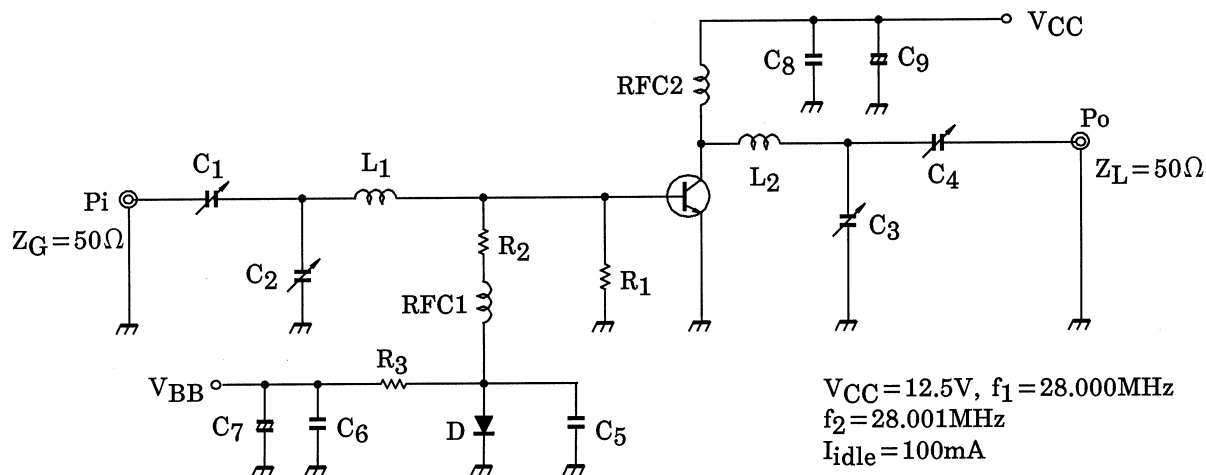 VCC
C8
C9
RFC2
Po
C1
L1
L2
C4
ZL=50Ω
Pi
ZG=50Ω
R2
C3
C2
R1
RFC1
R3
VBB
VCC=12.5V, f1=28.000MHz
C7
C6
D
C5
f2=28.001MHz
Iidle=100mA